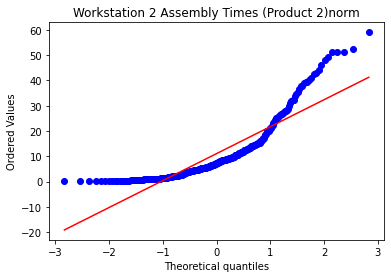 Workstation 2 Assembly Times (Product 2)norm
60
50
40
30
20
10
0
−10
−20
Ordered Values
−3 −2 −1 0 1 2 3
Theoretical quantiles